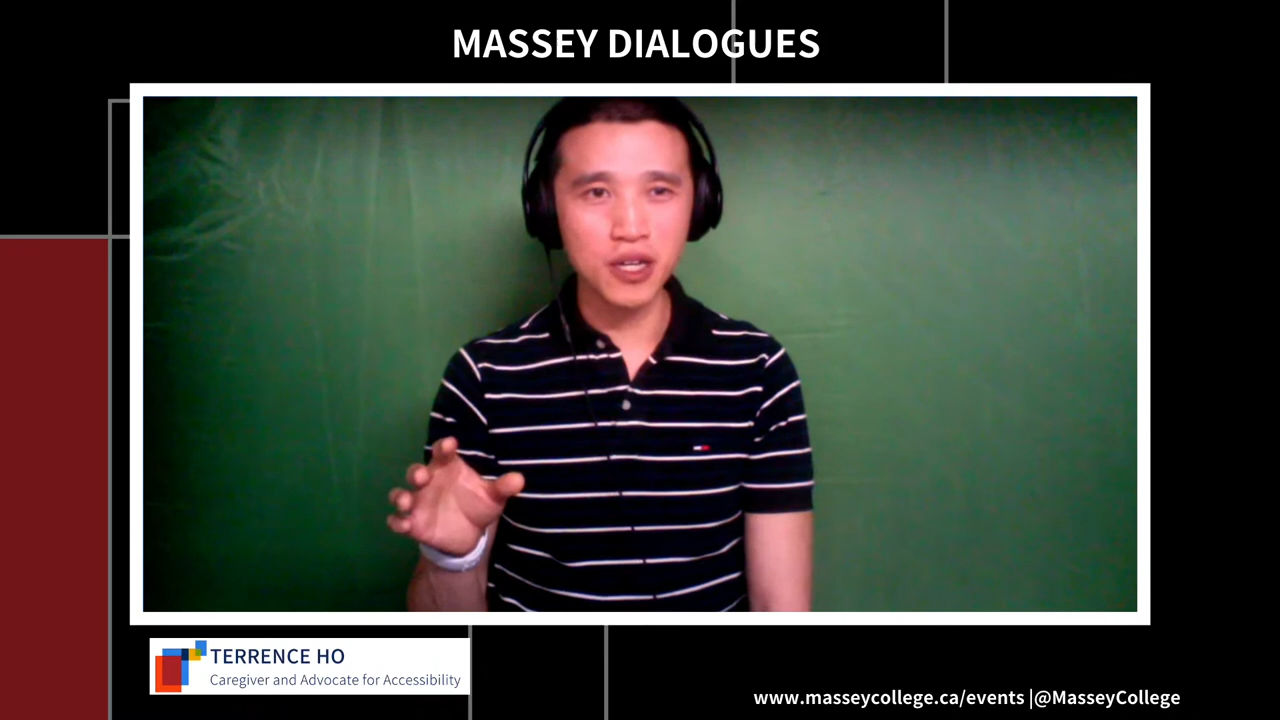 MASSEY DIALOGUES
TERRENCE HO
Caregiver and Advocate for Accessibility
www.masseycollege.ca/events |@MasseyCollege